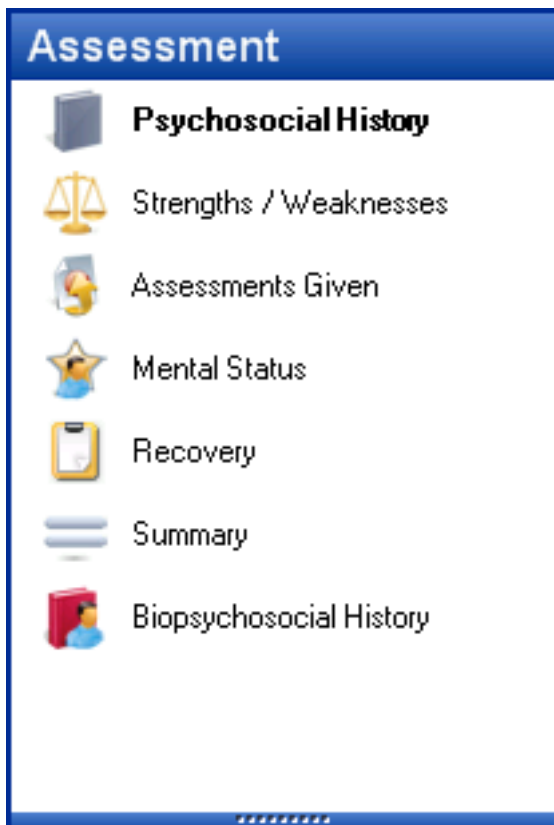 Assessment
Psychosocial History
Strengths / Weaknesses
Assessments Given
Mental Status
Recovery
Summary
Biopsychosocial History